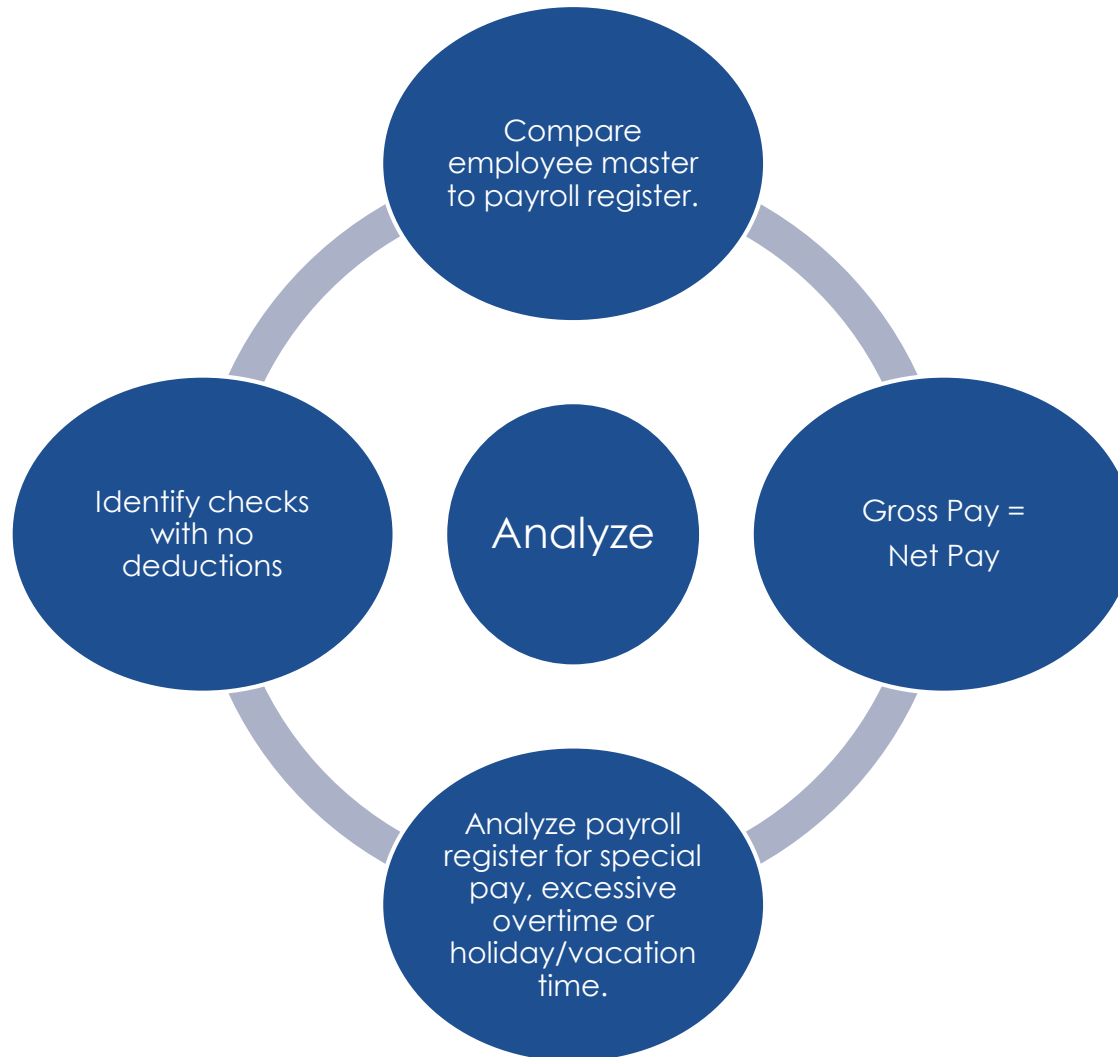 Compare
employee master
to payroll register.
Identify checks
with no
deductions
Analyze
Gross Pay =
Net Pay
Analyze payroll
register for special
pay, excessive
overtime or
holiday/vacation
time.